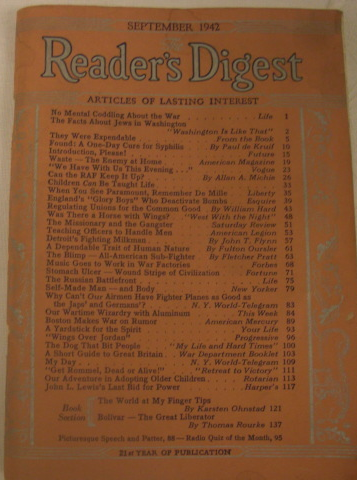 SEPTEMBER 1942
Reader's Digest
ARTICLES OF LASTING INTEREST
No Mental Coddling About the War . . . . . . Life 1
The Facts About Jews in Washington
"Washington Is Like That" 2
They Were Expendable . . . . . . From the Book 5
Found: A One-Day Cure for Syphilis . By Paul de Kruif 10
Introduction, Please! . . . . . . Future 15
Waste — The Enemy at Home . . American Magazine 19
"We Have With Us This Evening . . ." . . Vogue 23
Can the RAF Keep It Up? . . . By Allan A. Michie 26
Children Can Be Taught Life . . . . . . 31
When You See Paramount, Remember De Mille . Liberty 35
England's "Glory Boys" Who Deactivate Bombs . Esquire 39
Regulating Unions for the Common Good . By William Hard 43
Was There a Horse with Wings? . "West With the Night" 48
The Missionary and the Gangster . . Saturday Review 51
Teaching Officers to Handle Men . . American Legion 53
Detroit's Fighting Milkman . . . By John T. Flynn 57
A Dependable Trait of Human Nature . By Fulton Oursler 61
The Blimp — All-American Sub-Fighter . By Fletcher Pratt 63
Music Goes to Work in War Factories . . . Forbes 68
Stomach Ulcer — Wound Stripe of Civilization . Fortune 71
The Russian Battlefront . . . . . . Life 75
Self-Made Man — and Body . . . . New Yorker 79
Why Can't Our Airmen Have Fighter Planes as Good as
the Japs' and Germans'? . . . N. Y. World-Telegram 83
Our Wartime Wizardry with Aluminum . . This Week 84
Boston Makes War on Rumor . . . American Mercury 89
A Yardstick for the Spirit . . . . . Your Life 93
"Wings Over Jordan" . . . . . . Progressive 96
The Dog That Bit People . . "My Life and Hard Times" 100
A Short Guide to Great Britain . War Department Booklet 103
My Day . . . . . . N. Y. World-Telegram 109
"Get Rommel, Dead or Alive!" . . "Retreat to Victory" 111
Our Adventure in Adopting Older Children . . Rotarian 113
John L. Lewis's Last Bid for Power . . . Harper's 117
Book Section
The World at My Finger Tips
By Karsten Ohnstad 121
Bolivar — The Great Liberator
By Thomas Rourke 137
Picturesque Speech and Patter, 88 — Radio Quiz of the Month, 95
21st YEAR OF PUBLICATION